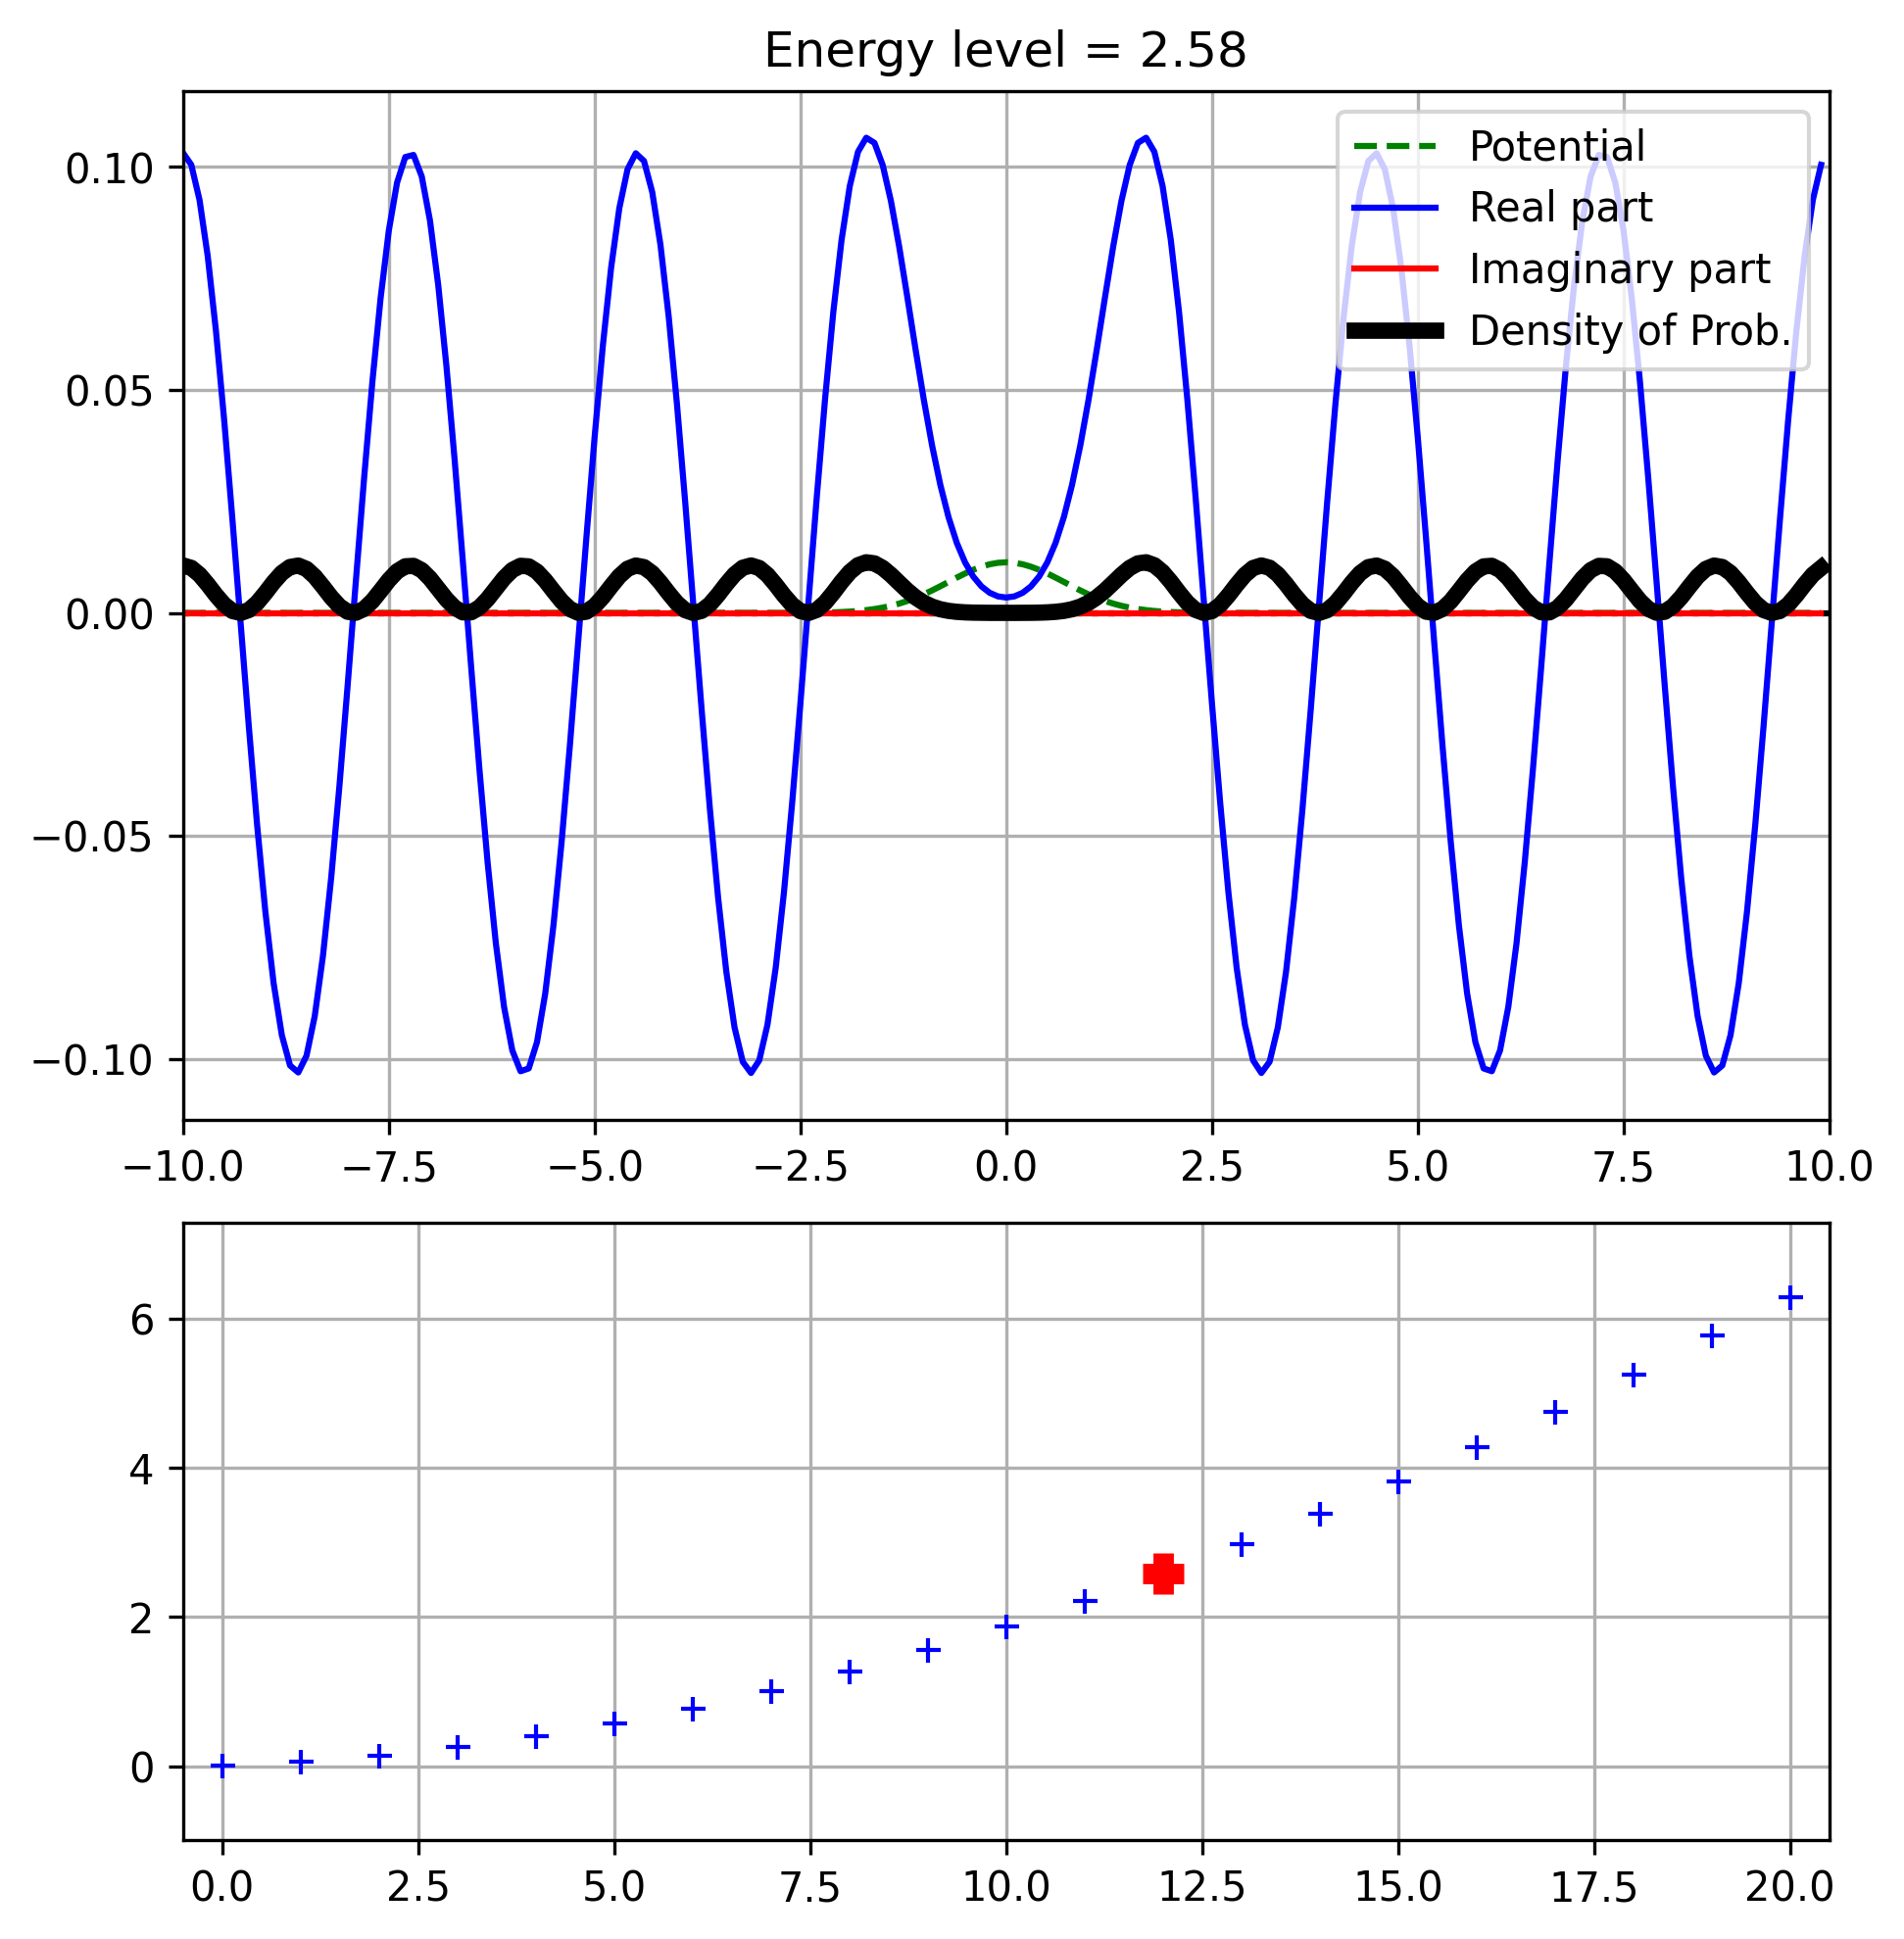 Energy level = 2.58
Potential
Real part
Imaginary part
Density of Prob.
0.10
0.05
0.00
−0.05
−0.10
−10.0 −7.5 −5.0 −2.5 0.0 2.5 5.0 7.5 10.0
6
4
2
0
0.0 2.5 5.0 7.5 10.0 12.5 15.0 17.5 20.0